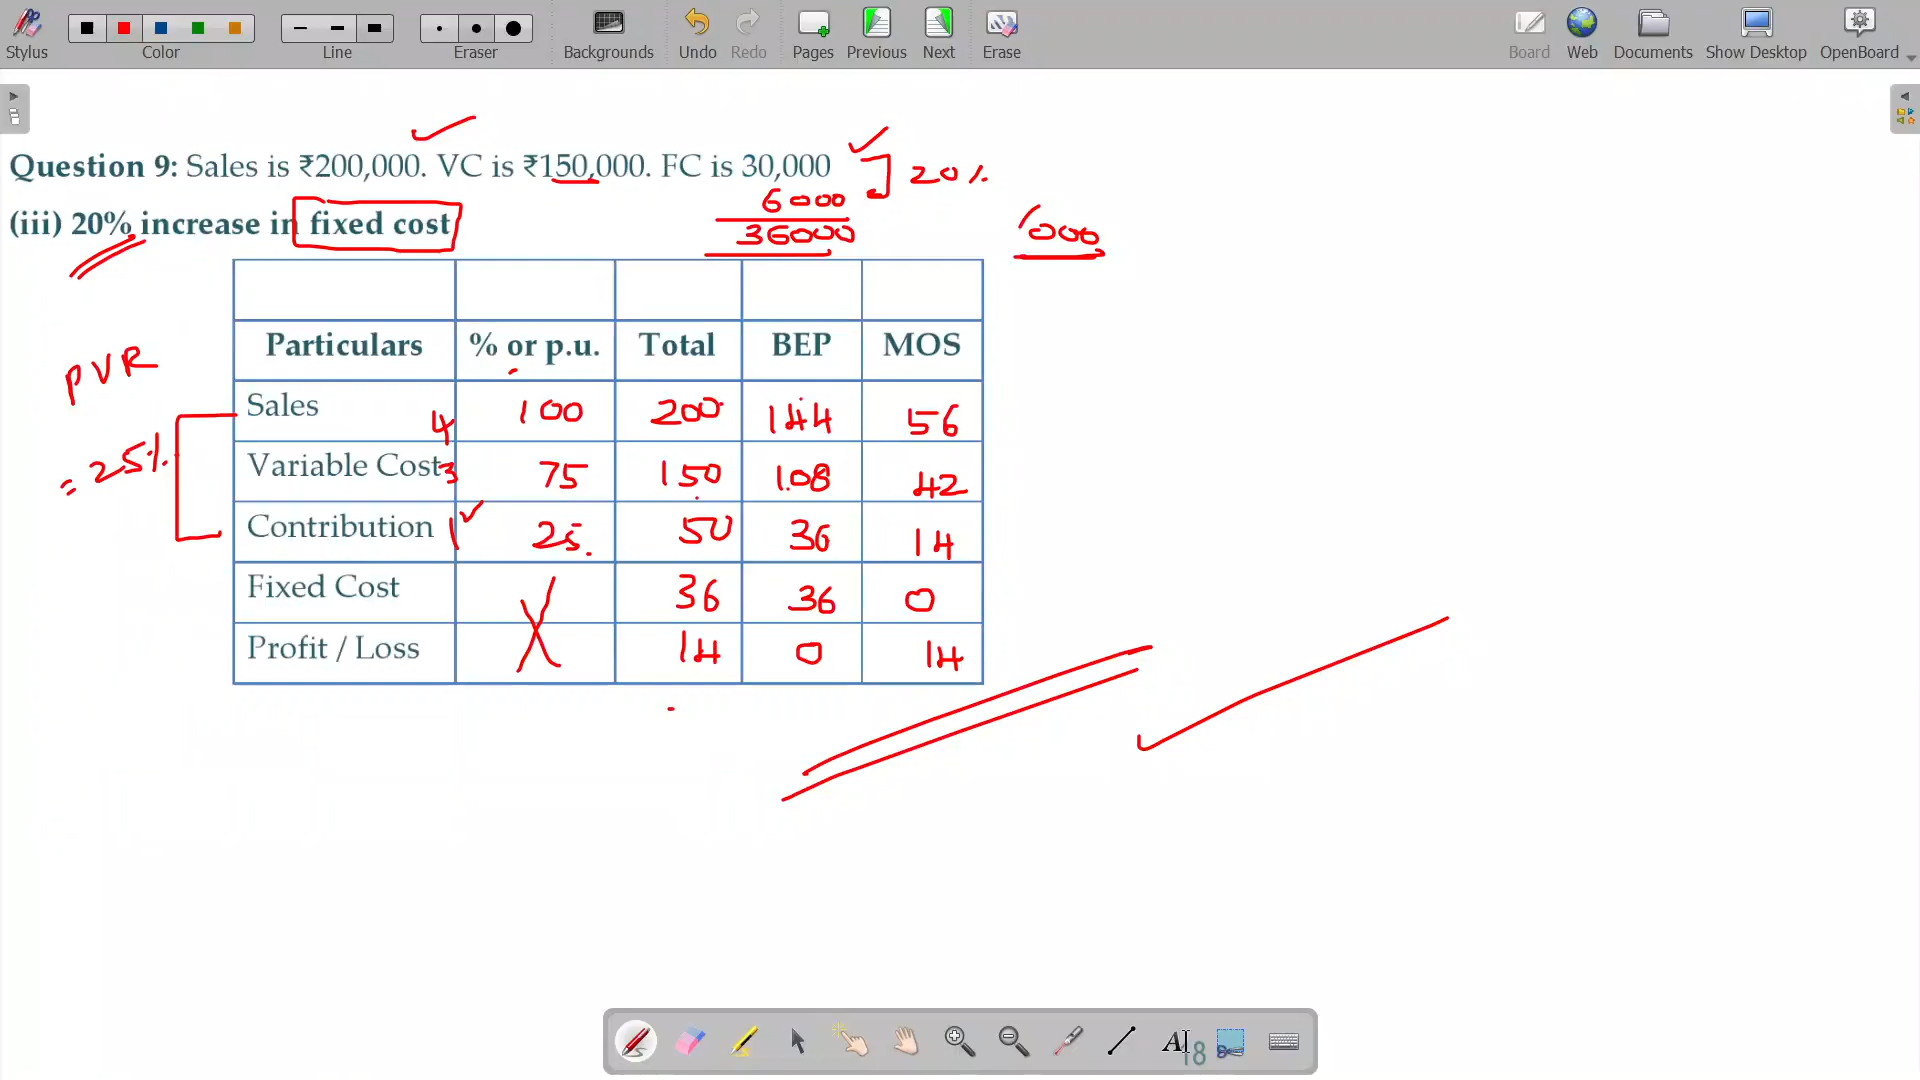 Stylus
Color
Line
Eraser
Backgrounds
Undo
Redo
Pages
Previous
Next
Erase
Board
Web
Documents
Show Desktop
OpenBoard
Question 9: Sales is ₹200,000. VC is ₹150,000. FC is 30,000
20%
6000
(iii) 20% increase in fixed cost
36000
6000
Particulars % or p.u. Total BEP MOS
PVR
= 25%
Sales 4 100 200 144 56
Variable Cost 3 75 150 108 42
Contribution 1 25 50 36 14
Fixed Cost 36 36 0
Profit / Loss 14 0 14
18